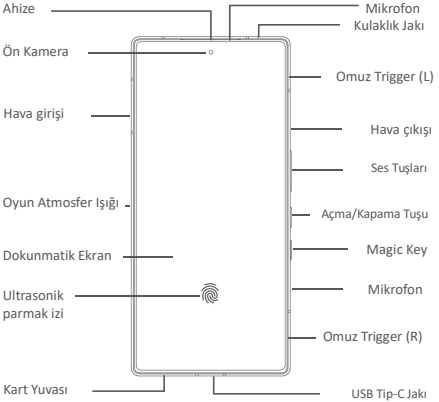 Ahize
Ön Kamera
Hava girişi
Oyun Atmosfer Işığı
Dokunmatik Ekran
Ultrasonik
parmak izi
Kart Yuvası
Mikrofon
Kulaklık Jakı
Omuz Trigger (L)
Hava çıkışı
Ses Tuşları
Açma/Kapama Tuşu
Magic Key
Mikrofon
Omuz Trigger (R)
USB Tip-C Jakı